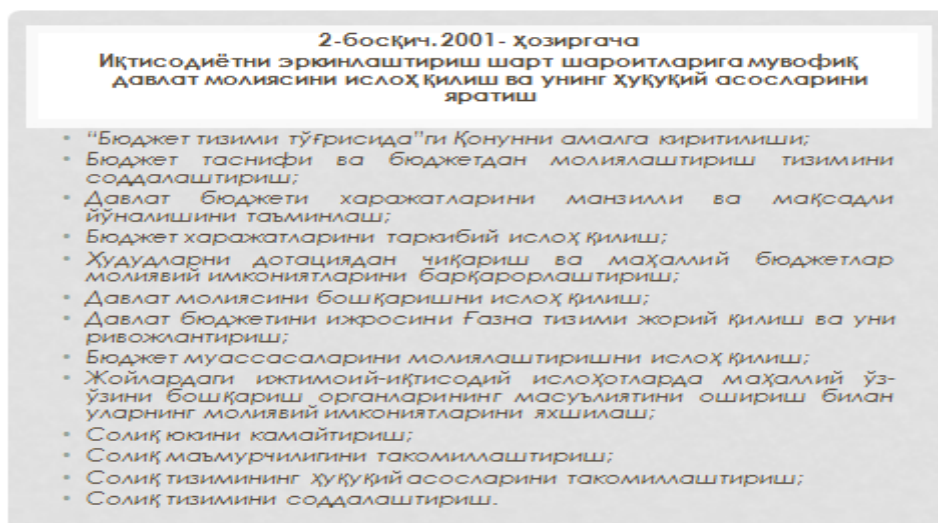 2-босқич. 2001- ҳозиргача
Иқтисодиётни эркинлаштириш шарт шароитларига мувофиқ
давлат молиясини ислоҳ қилиш ва унинг ҳуқуқий асосларини
яратиш
• “Бюджет тизими тўғрисида”ги Қонунни амалга киритилиши;
• Бюджет таснифи ва бюджетдан молиялаштириш тизимини
соддалаштириш;
• Давлат бюджети харажатларини манзилли ва мақсадли
йўналишини таъминлаш;
• Бюджет харажатларини таркибий ислоҳ қилиш;
• Ҳудудларни дотациядан чиқариш ва маҳаллий бюджетлар
молиявий имкониятларини барқарорлаштириш;
• Давлат молиясини бошқаришни ислоҳ қилиш;
• Давлат бюджетини ижросини Ғазна тизими жорий қилиш ва уни
ривожлантириш;
• Бюджет муассасаларини молиялаштиришни ислоҳ қилиш;
• Жойлардаги ижтимоий-иқтисодий ислоҳотларда маҳаллий ўз-
ўзини бошқариш органларининг масуълиятини ошириш билан
уларнинг молиявий имкониятларини яхшилаш;
• Солиқ юкини камайтириш;
• Солиқ маъмурчилигини такомиллаштириш;
• Солиқ тизимининг ҳуқуқий асосларини такомиллаштириш;
• Солиқ тизимини соддалаштириш.